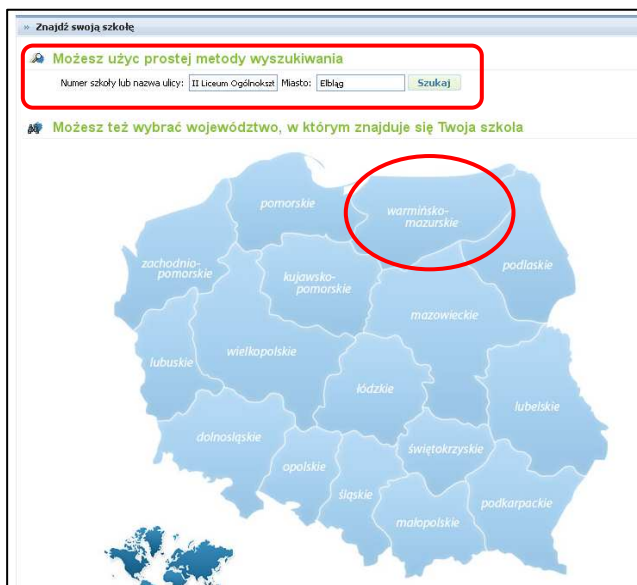 » Znajdź swoją szkołę
Możesz użyc prostej metody wyszukiwania
Numer szkoły lub nazwa ulicy: II Liceum Ogólnokszt Miasto: Elbląg Szukaj
Możesz też wybrać województwo, w którym znajduje się Twoja szkoła
pomorskie
warmińsko-
mazurskie
zachodnio-
pomorskie
kujawsko-
pomorskie
podlaskie
mazowieckie
lubuskie
wielkopolskie
łódzkie
lubelskie
dolnośląskie
opolskie
śląskie
świętokrzyskie
małopolskie
podkarpackie